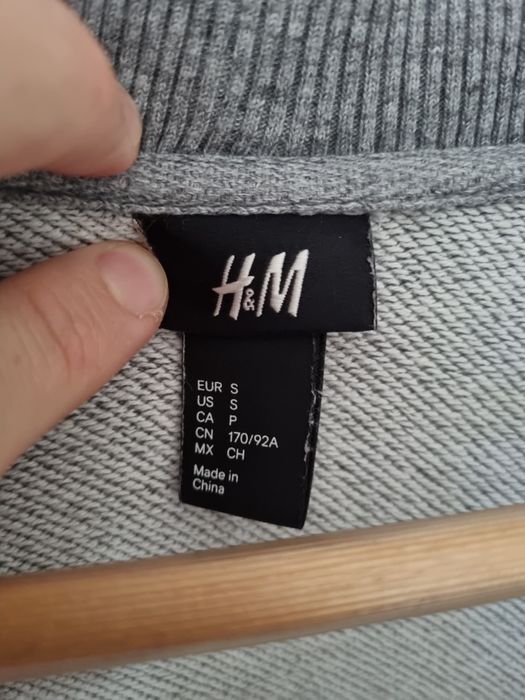 H&M
EUR S
US S
CA P
CN 170/92A
MX CH
Made in
China